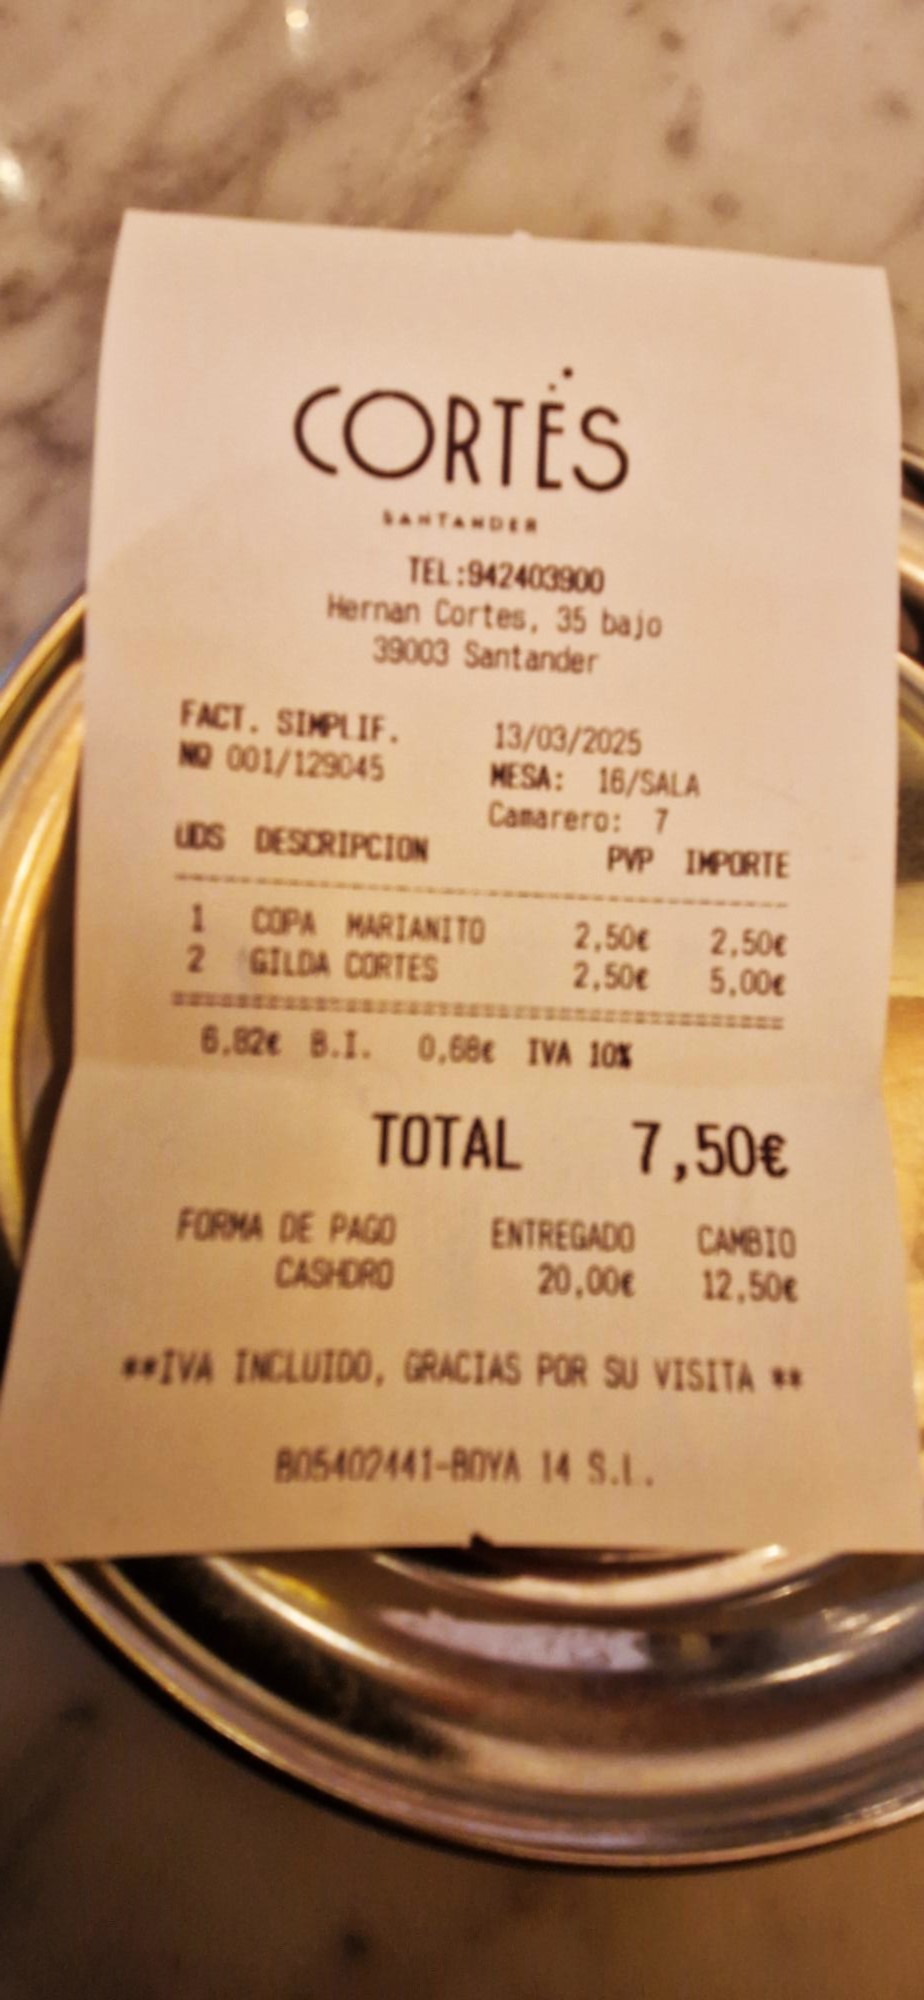 CORTÉS
SANTANDER
TEL:942403900
Hernan Cortes, 35 bajo
39003 Santander
FACT. SIMPLIF. 13/03/2025
NQ 001/129045 MESA: 16/SALA
Camarero: 7
UDS DESCRIPCION PVP IMPORTE
1 COPA MARIANITO 2,50€ 2,50€
2 GILDA CORTES 2,50€ 5,00€
6,82€ B.I. 0,68€ IVA 10%
TOTAL 7,50€
FORMA DE PAGO ENTREGADO CAMBIO
CASHDRO 20,00€ 12,50€
**IVA INCLUIDO, GRACIAS POR SU VISITA **
B05402441-BOYA 14 S.L.